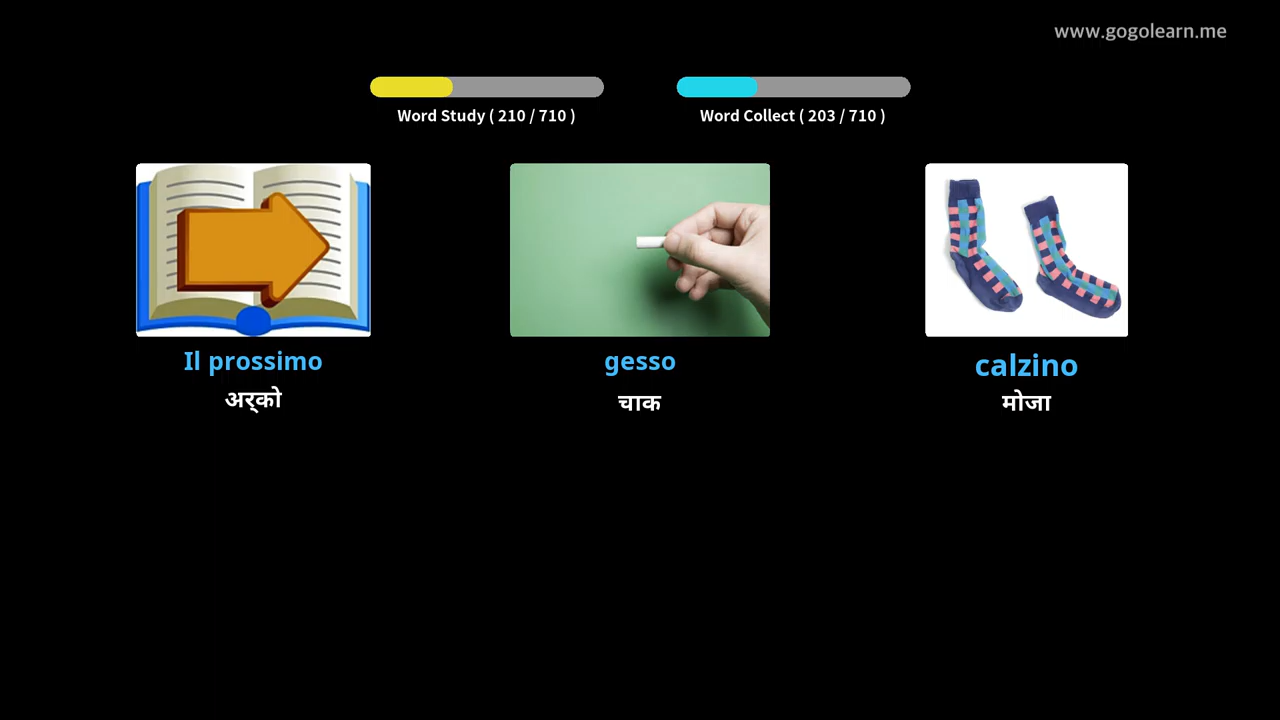 www.gogolearn.me
Word Study ( 210 / 710 )
Word Collect ( 203 / 710 )
Il prossimo
gesso
calzino
अर्‍को
चाक
मोजा